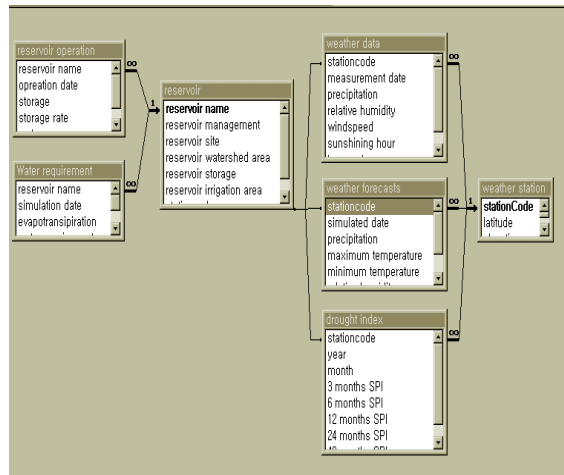 reservoir operation
reservoir name
opreation date
storage
storage rate
∞
Water requirement
reservoir name
simulation date
evapotransipiration
∞
1
reservoir
reservoir name
reservoir management
reservoir site
reservoir watershed area
reservoir storage
reservoir irrigation area
weather data
stationcode
measurement date
precipitation
relative humidity
windspeed
sunshining hour
∞
weather forecasts
stationcode
simulated date
precipitation
maximum temperature
minimum temperature
∞
drought index
stationcode
year
month
3 months SPI
6 months SPI
12 months SPI
24 months SPI
∞
1
weather station
stationCode
latitude